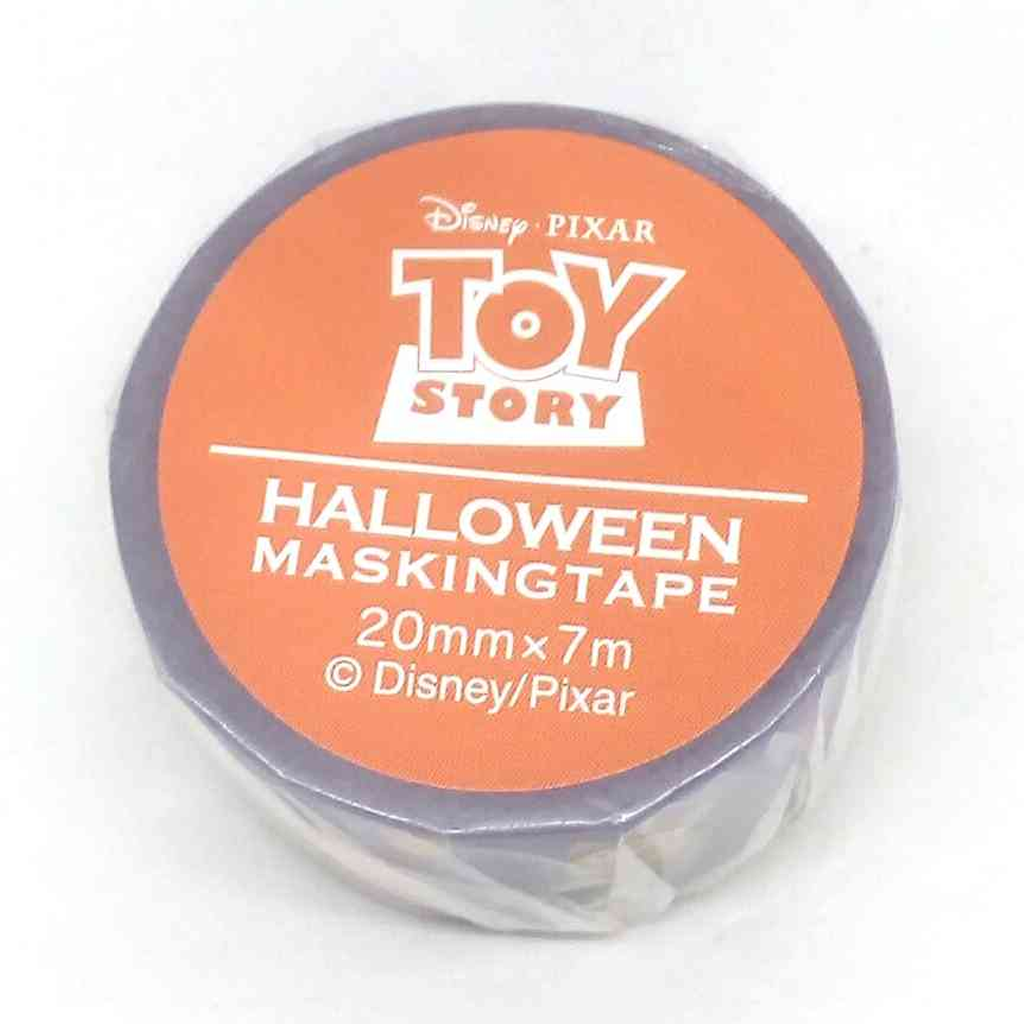 Disney · PIXAR
TOY
STORY
HALLOWEEN
MASKINGTAPE
20mm×7m
© Disney/Pixar